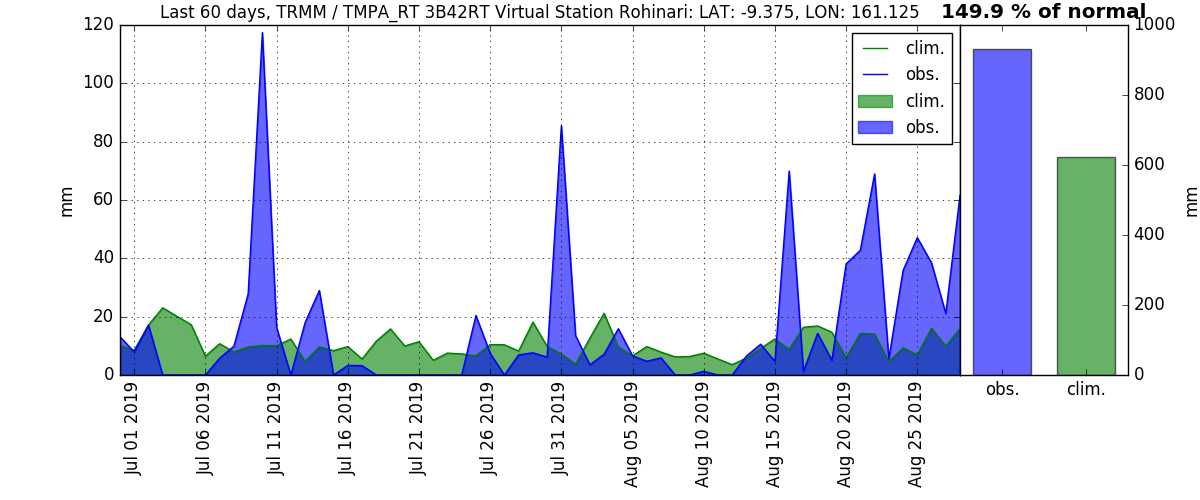 Last 60 days, TRMM / TMPA_RT 3B42RT Virtual Station Rohinari: LAT: -9.375, LON: 161.125
149.9 % of normal
120
100
80
60
40
20
0
mm
clim.
obs.
clim.
obs.
Jul 01 2019
Jul 06 2019
Jul 11 2019
Jul 16 2019
Jul 21 2019
Jul 26 2019
Jul 31 2019
Aug 05 2019
Aug 10 2019
Aug 15 2019
Aug 20 2019
Aug 25 2019
1000
800
600
400
200
0
mm
obs.
clim.